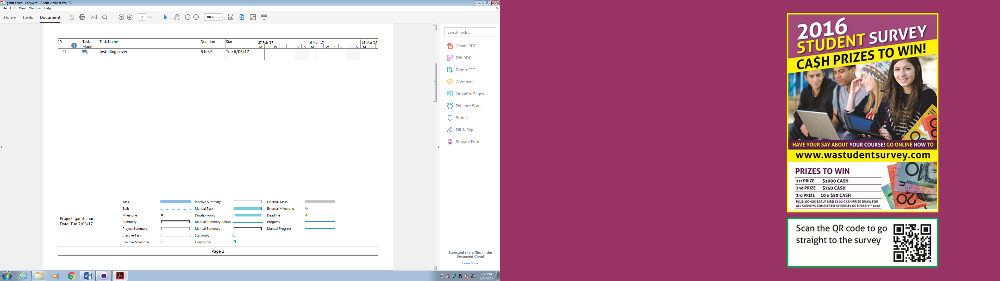 gantt chart - Copy.pdf - Adobe Acrobat Pro DC
File Edit View Window Help
Home Tools Document 2 / 6 104%
ID Task Mode Task Name Duration Start 27 Feb '17 6 Mar '17 13 Mar '17
M T W T F S S M T W T F S S M T
47 Installing cover 6 hrs? Tue 6/06/17
Project: gantt chart
Date: Tue 7/03/17
Task Inactive Summary External Tasks
Split Manual Task External Milestone
Milestone Duration-only Deadline
Summary Manual Summary Rollup Progress
Project Summary Manual Summary Manual Progress
Inactive Task Start-only
Inactive Milestone Finish-only
Page 2
Search Tools...
Create PDF
Edit PDF
Export PDF
Comment
Organize Pages
Enhance Scans
Protect
Fill & Sign
Prepare Form
Store and share files in the
Document Cloud
Learn More
2:59 PM
7/03/2017
2016
STUDENT SURVEY
CA$H PRIZES TO WIN!
HAVE YOUR SAY ABOUT YOUR COURSE! GO ONLINE NOW TO
www.wastudentsurvey.com
PRIZES TO WIN
1st PRIZE $1000 CASH
2nd PRIZE $750 CASH
3rd PRIZE 10 x $50 CASH
PLUS: BONUS EARLY BIRD $500 CASH PRIZE DRAW FOR
ALL SURVEYS COMPLETED BY FRIDAY OCTOBER 7TH 2016
Scan the QR code to go
straight to the survey